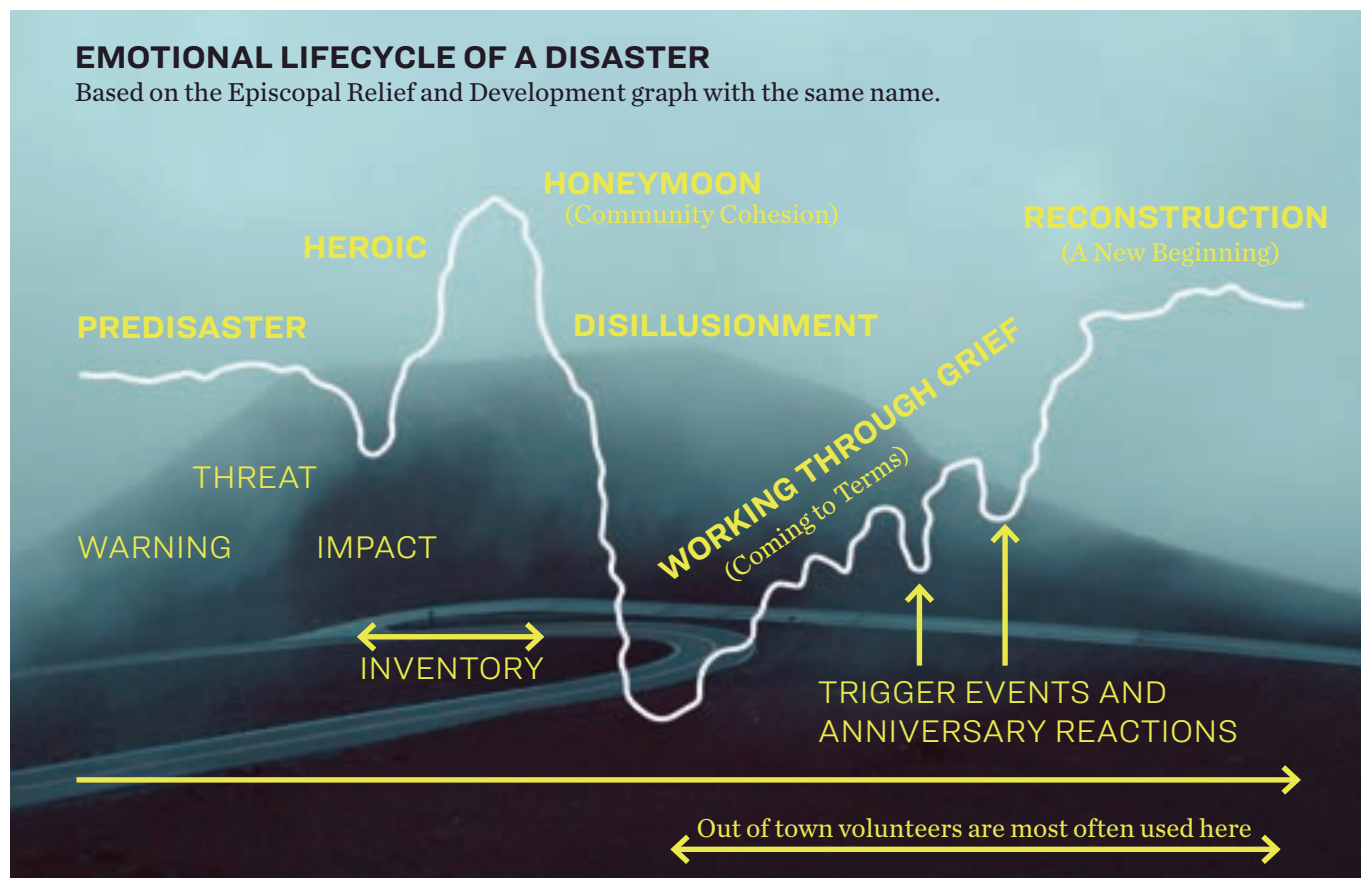 EMOTIONAL LIFECYCLE OF A DISASTER
Based on the Episcopal Relief and Development graph with the same name.
HONEYMOON
(Community Cohesion)
RECONSTRUCTION
(A New Beginning)
HEROIC
PREDISASTER
DISILLUSIONMENT
WORKING THROUGH GRIEF
(Coming to Terms)
THREAT
WARNING
IMPACT
INVENTORY
TRIGGER EVENTS AND
ANNIVERSARY REACTIONS
Out of town volunteers are most often used here